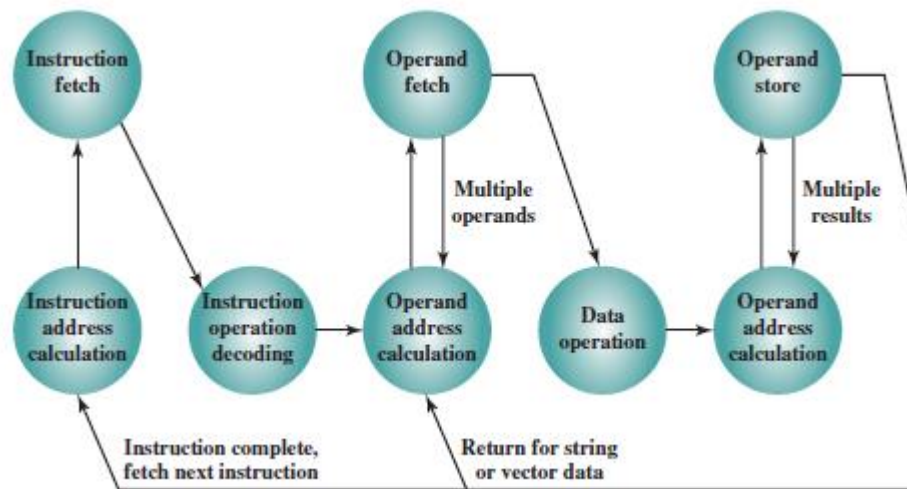 Instruction
fetch
Operand
fetch
Operand
store
Multiple
operands
Multiple
results
Instruction
address
calculation
Instruction
operation
decoding
Operand
address
calculation
Data
operation
Operand
address
calculation
Instruction complete,
fetch next instruction
Return for string
or vector data